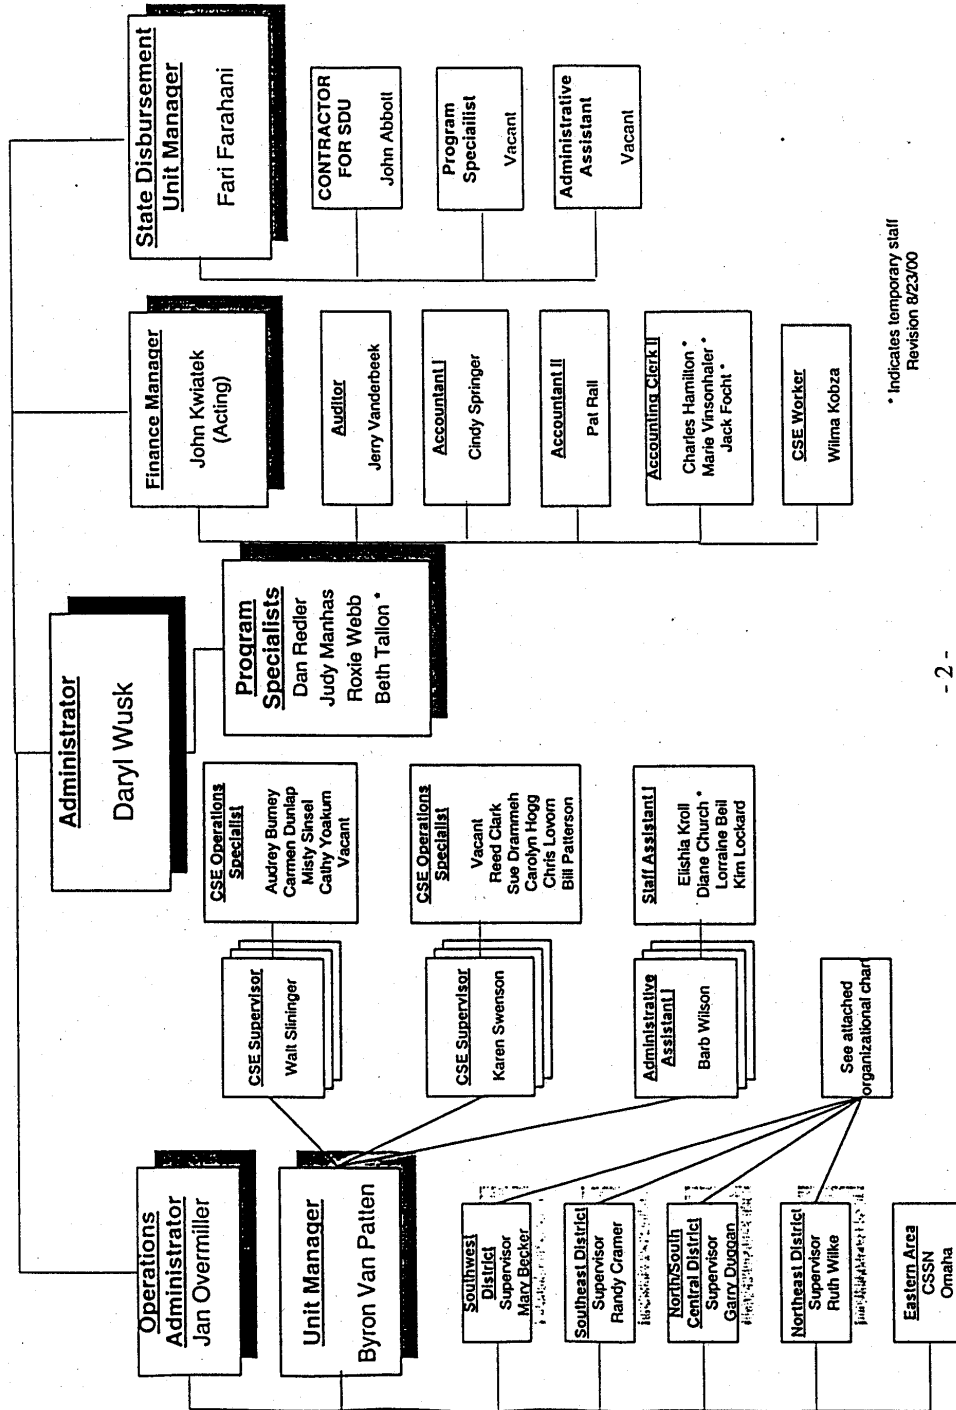 Administrator
Daryl Wusk
Operations
Administrator
Jan Overmiller
Unit Manager
Byron Van Patten
CSE Supervisor
Walt Slininger
CSE Operations
Specialist
Audrey Burney
Carmen Dunlap
Misty Sinsel
Cathy Yoakum
Vacant
CSE Supervisor
Karen Swenson
CSE Operations
Specialist
Vacant
Reed Clark
Sue Drammeh
Carolyn Hogg
Chris Lovorn
Bill Patterson
Administrative
Assistant I
Barb Wilson
Staff Assistant I
Elishia Kroll
Diane Church *
Lorraine Beil
Kim Lockard
Southwest
District
Supervisor
Mary Becker
Southeast District
Supervisor
Randy Cramer
North/South
Central District
Supervisor
Garry Duggan
Northeast District
Supervisor
Ruth Wilke
Eastern Area
CSSN
Omaha
See attached
organizational chart
Program
Specialists
Dan Redler
Judy Manhas
Roxie Webb
Beth Tallon *
Finance Manager
John Kwiatek
(Acting)
Auditor
Jerry Vanderbeek
Accountant I
Cindy Springer
Accountant II
Pat Rall
Accounting Clerk II
Charles Hamilton *
Marie Vinsonhaler *
Jack Focht *
CSE Worker
Wilma Kobza
State Disbursement
Unit Manager
Fari Farahani
CONTRACTOR
FOR SDU
John Abbott
Program
Speciailist
Vacant
Administrative
Assistant
Vacant
* Indicates temporary staff
Revision 8/23/00
- 2 -